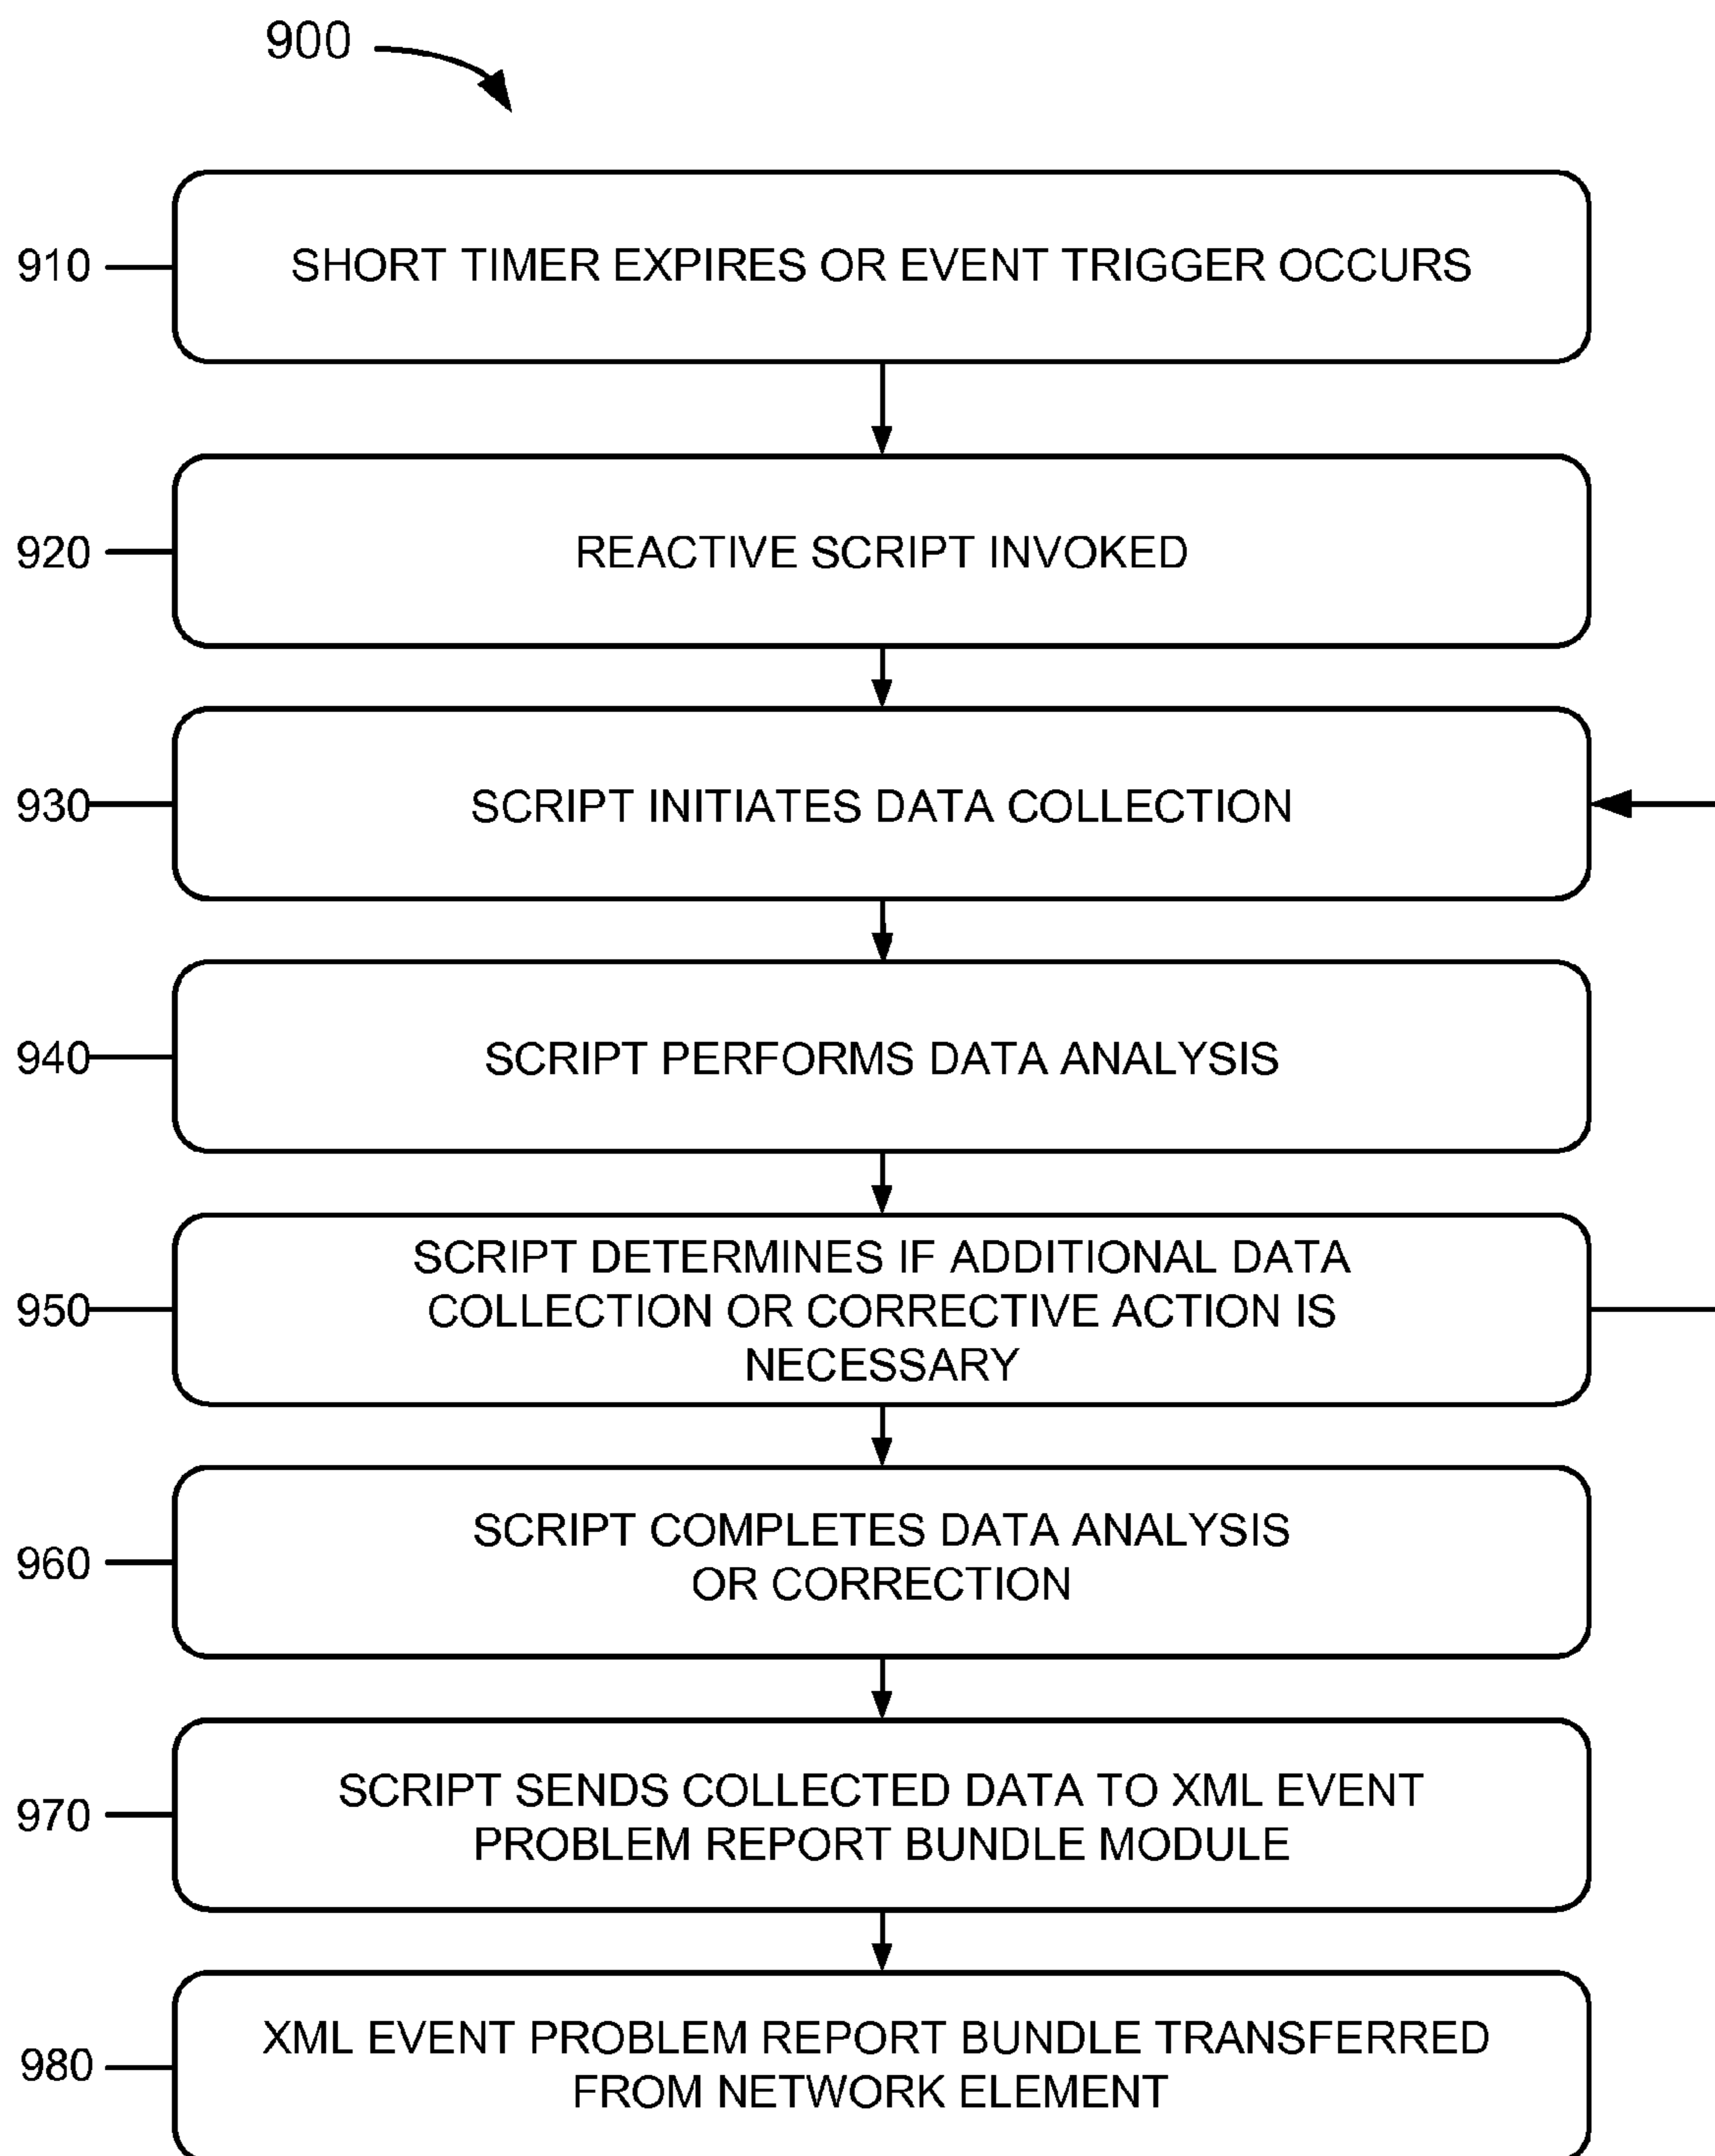 900
910
SHORT TIMER EXPIRES OR EVENT TRIGGER OCCURS
920
REACTIVE SCRIPT INVOKED
930
SCRIPT INITIATES DATA COLLECTION
940
SCRIPT PERFORMS DATA ANALYSIS
950
SCRIPT DETERMINES IF ADDITIONAL DATA
COLLECTION OR CORRECTIVE ACTION IS
NECESSARY
960
SCRIPT COMPLETES DATA ANALYSIS
OR CORRECTION
970
SCRIPT SENDS COLLECTED DATA TO XML EVENT
PROBLEM REPORT BUNDLE MODULE
980
XML EVENT PROBLEM REPORT BUNDLE TRANSFERRED
FROM NETWORK ELEMENT